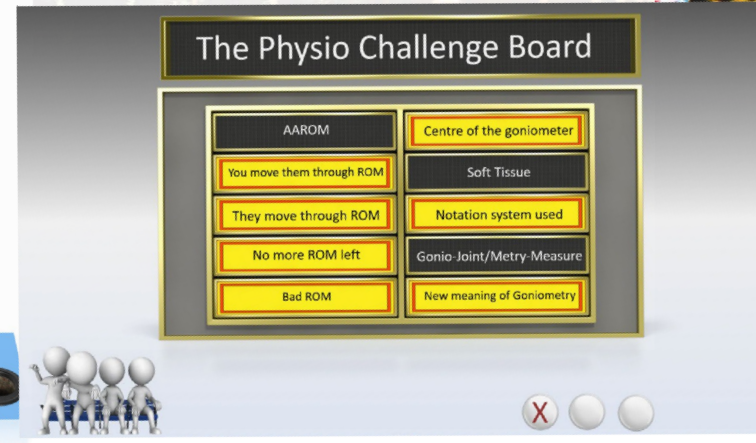 The Physio Challenge Board
AAROM
Centre of the goniometer
You move them through ROM
Soft Tissue
They move through ROM
Notation system used
No more ROM left
Gonio-Joint/Metry-Measure
Bad ROM
New meaning of Goniometry
X